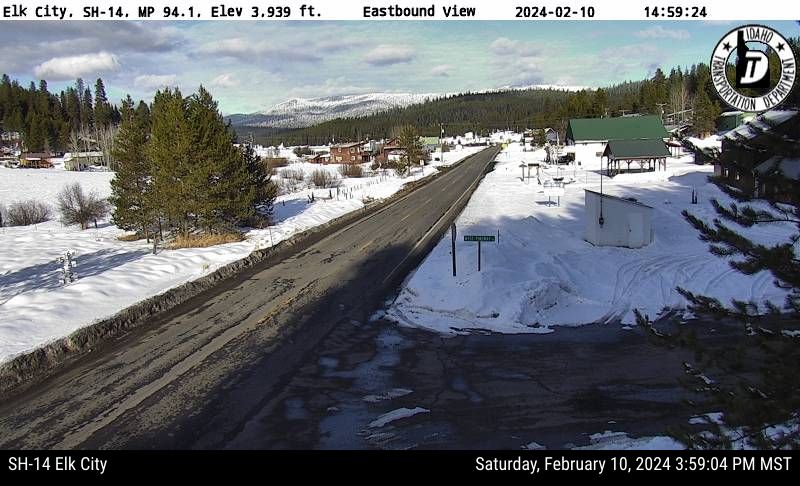 Elk City, SH-14, MP 94.1, Elev 3,939 ft. Eastbound View 2024-02-10 14:59:24
IDAHO
TRANSPORTATION DEPARTMENT
SH-14 Elk City Saturday, February 10, 2024 3:59:04 PM MST